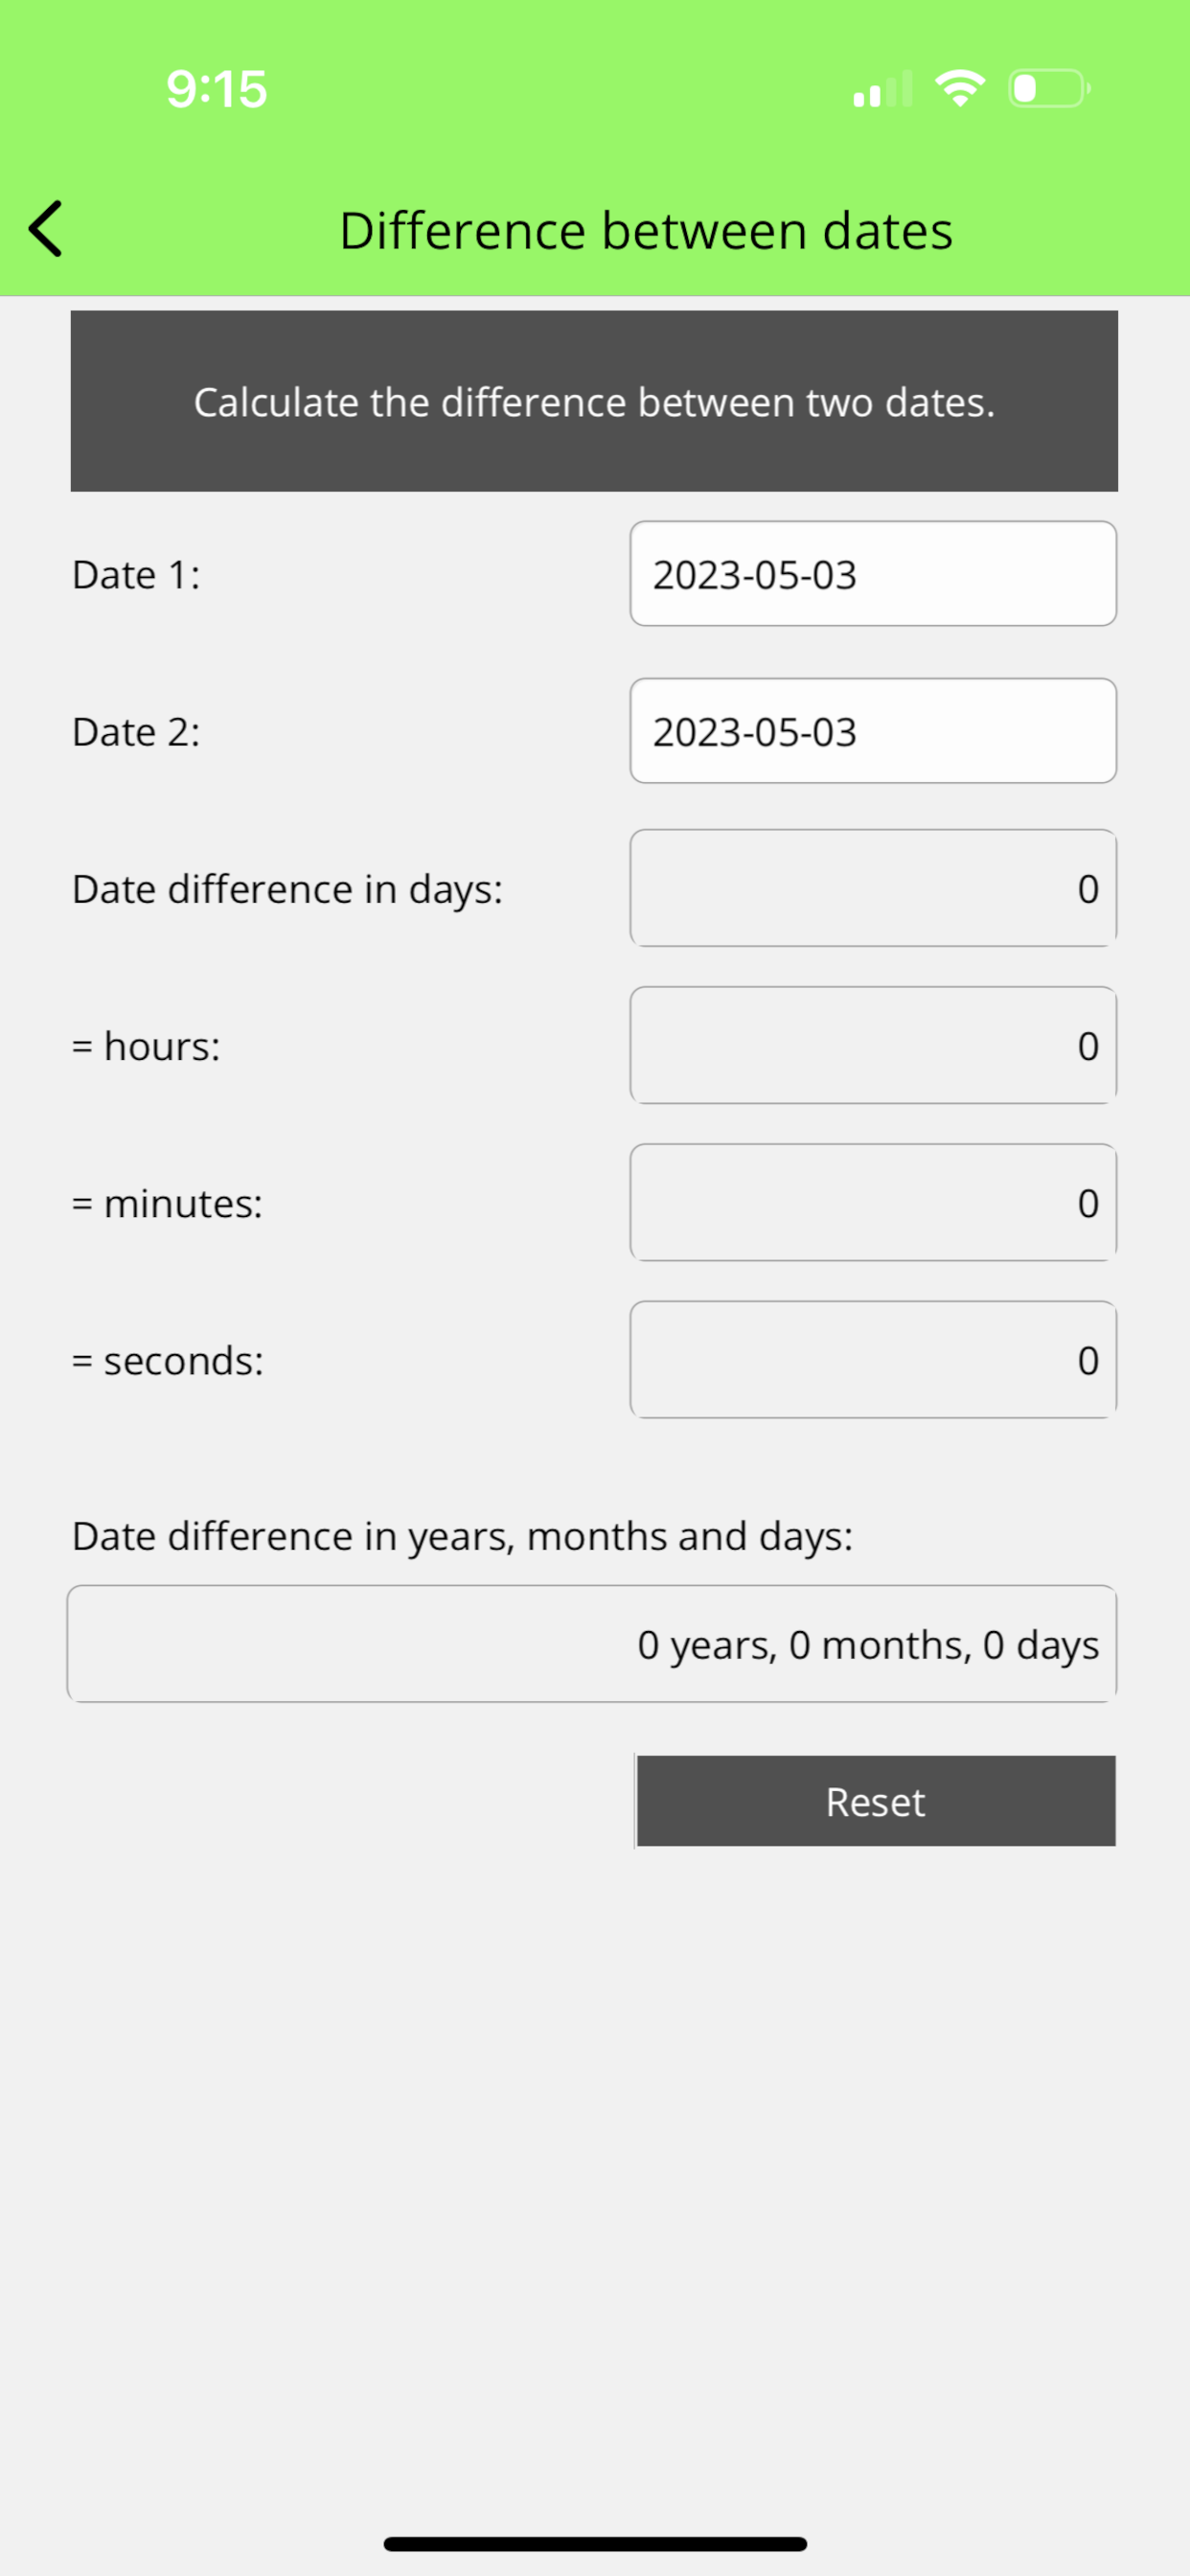 9:15
Difference between dates
Calculate the difference between two dates.
Date 1:
2023-05-03
Date 2:
2023-05-03
Date difference in days:
0
= hours:
0
= minutes:
0
= seconds:
0
Date difference in years, months and days:
0 years, 0 months, 0 days
Reset